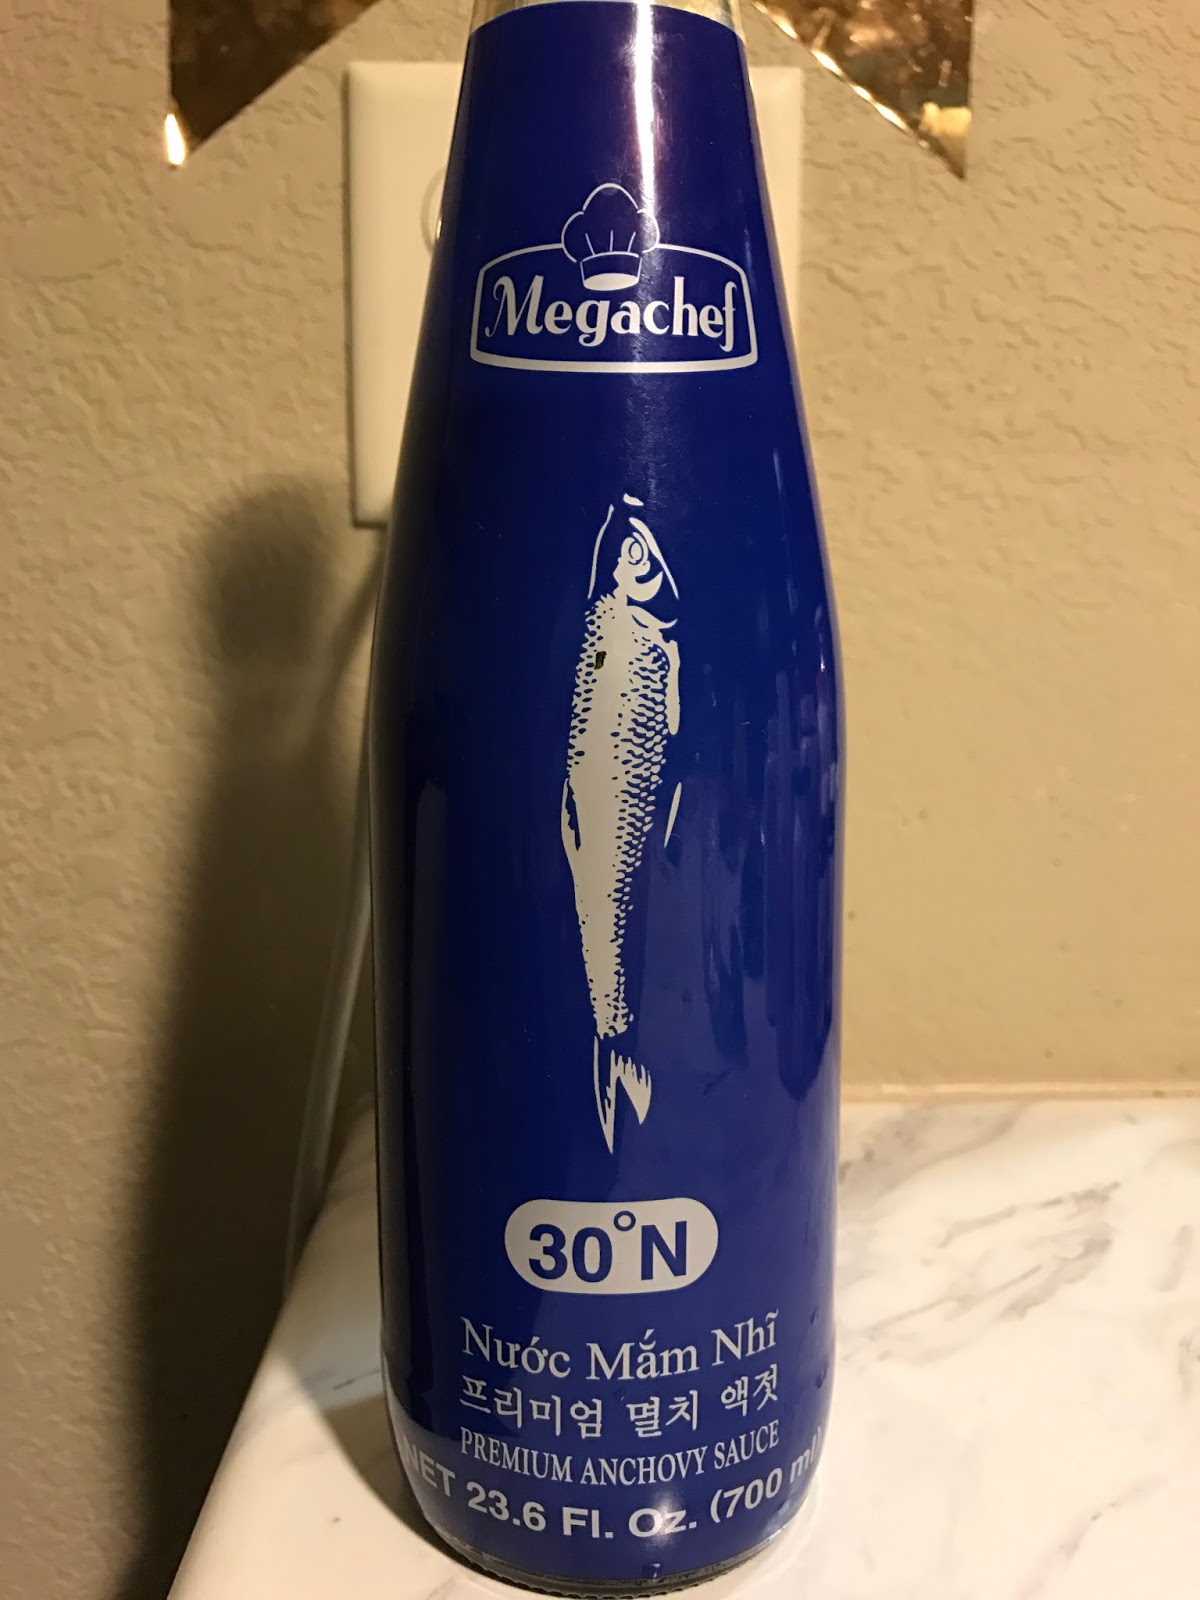 Megachef
30°N
Nước Mắm Nhĩ
프리미엄 멸치 액젓
PREMIUM ANCHOVY SAUCE
NET 23.6 Fl. Oz. (700 ml)